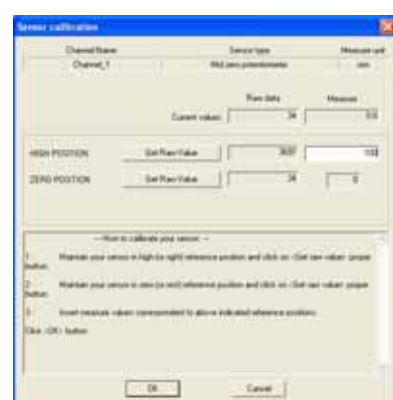 Sensor calibration
Channel Name Sensor type Measure unit
Channel_1 Mid zero potentiometer mm
Raw data Measure
Current values 34 0.0
HIGH POSITION Get Raw Value 100
ZERO POSITION Get Raw Value 34 0
---How to calibrate your sensor: --
1 : Maintain your sensor in high (or right) reference position and click on <Get raw value> proper
button.
2 : Maintain your sensor in zero (or rest) reference position and click on <Get raw value> proper
button.
3 : Insert measure values correspondent to above indicated reference positions.
Click <OK> button.
OK Cancel